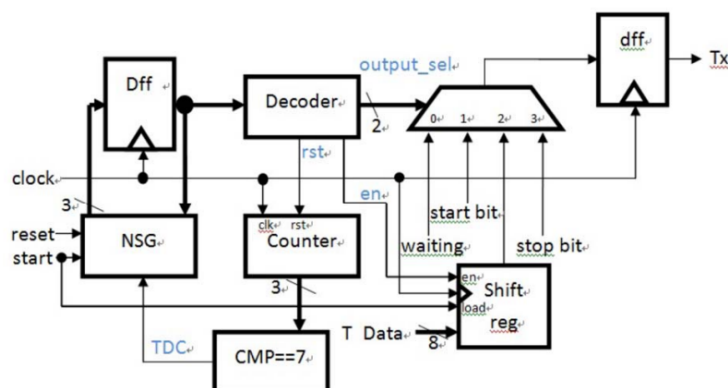 dff
Tx
output_sel
Dff
Decoder
2
0 1 2 3
rst
clock
en
3
start bit
reset
NSG
clk rst
Counter
waiting
stop bit
start
en
Shift
load
reg
3
T Data
8
TDC
CMP==7